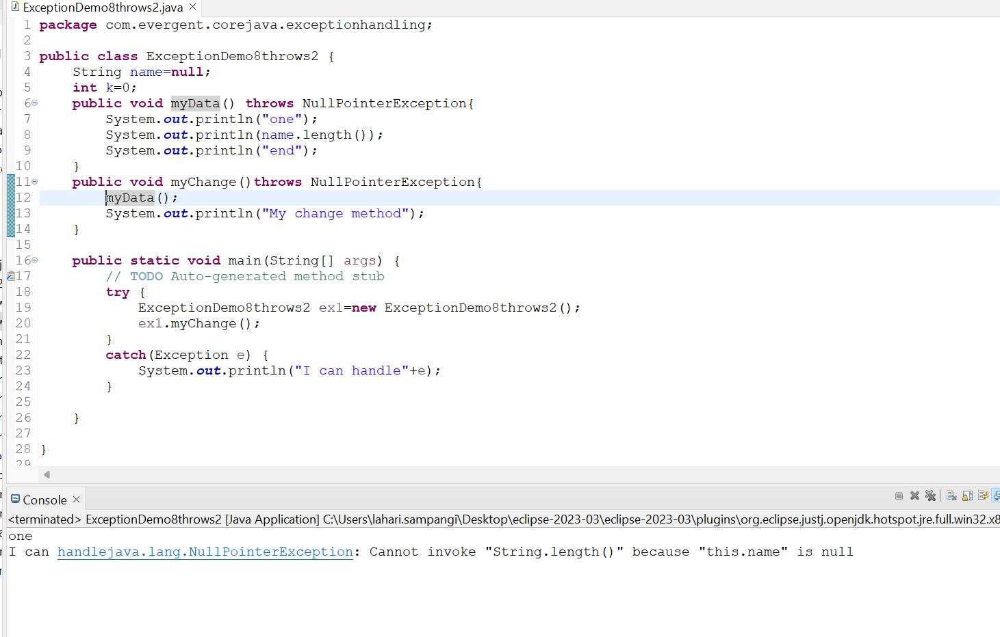 ExceptionDemo8throws2.java
1 package com.evergent.corejava.exceptionhandling;
2
3 public class ExceptionDemo8throws2 {
4     String name=null;
5     int k=0;
6     public void myData() throws NullPointerException{
7         System.out.println("one");
8         System.out.println(name.length());
9         System.out.println("end");
10     }
11     public void myChange()throws NullPointerException{
12         myData();
13         System.out.println("My change method");
14     }
15
16     public static void main(String[] args) {
17         // TODO Auto-generated method stub
18         try {
19             ExceptionDemo8throws2 ex1=new ExceptionDemo8throws2();
20             ex1.myChange();
21         }
22         catch(Exception e) {
23             System.out.println("I can handle"+e);
24         }
25
26     }
27
28 }
29
Console
<terminated> ExceptionDemo8throws2 [Java Application] C:\Users\lahari.sampangi\Desktop\eclipse-2023-03\eclipse-2023-03\plugins\org.eclipse.justj.openjdk.hotspot.jre.full.win32.x8
one
I can handlejava.lang.NullPointerException: Cannot invoke "String.length()" because "this.name" is null